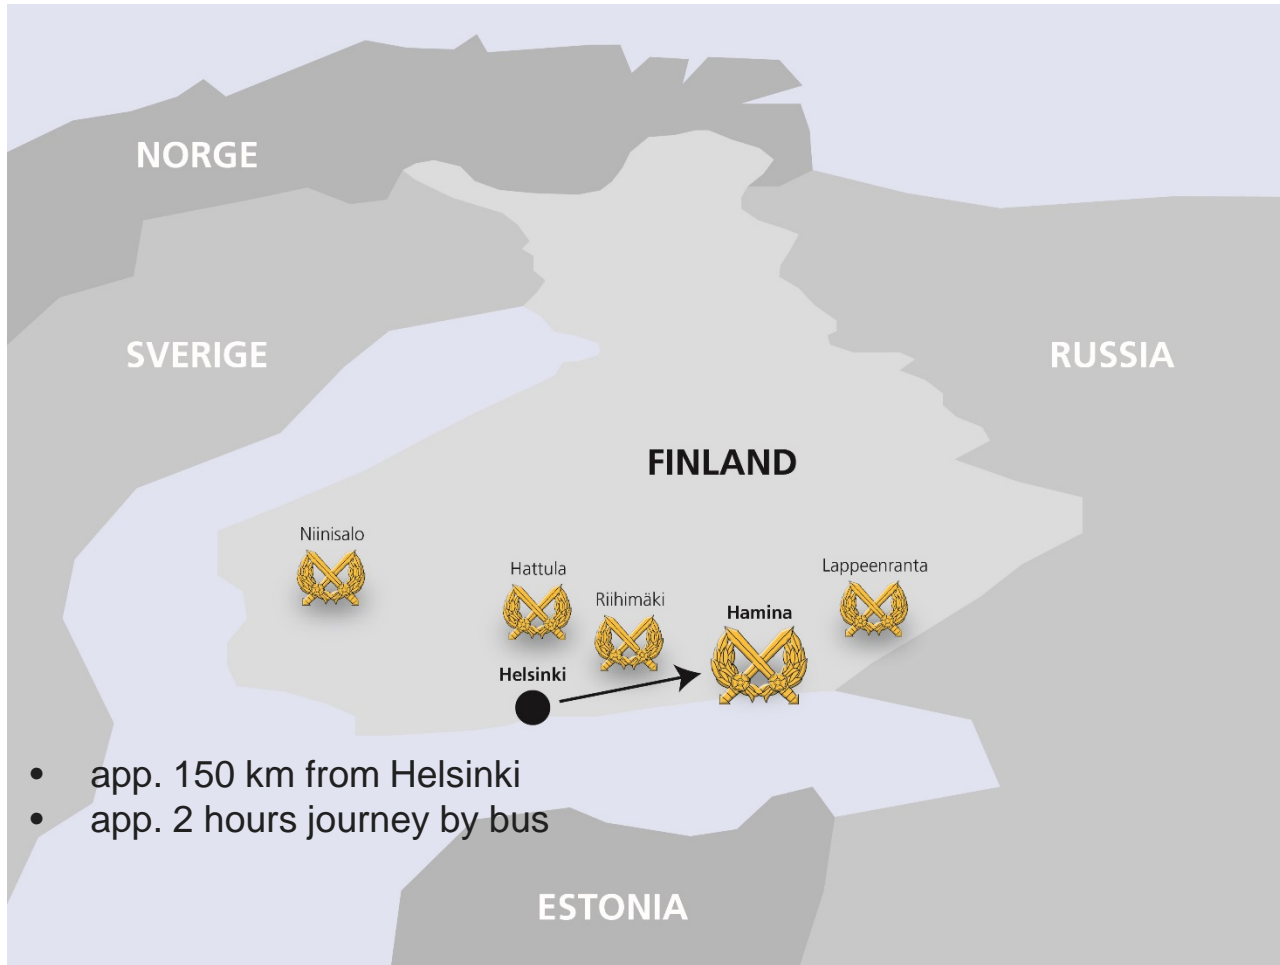 NORGE
SVERIGE
RUSSIA
FINLAND
Niinisalo
Hattula
Lappeenranta
Riihimäki
Hamina
Helsinki
• app. 150 km from Helsinki
• app. 2 hours journey by bus
ESTONIA